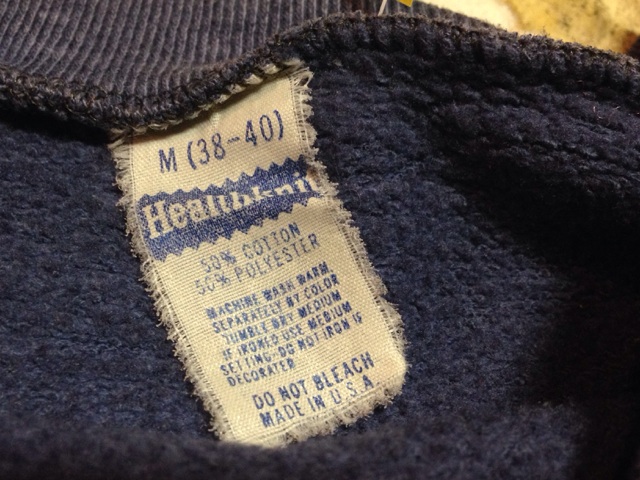 M (38-40)
Healthknit
50% COTTON
50% POLYESTER
MACHINE WASH WARM
SEPARATELY BY COLOR
TUMBLE DRY MEDIUM
IF IRONED USE MEDIUM
SETTING-DO NOT IRON IF
DECORATED
DO NOT BLEACH
MADE IN U.S.A